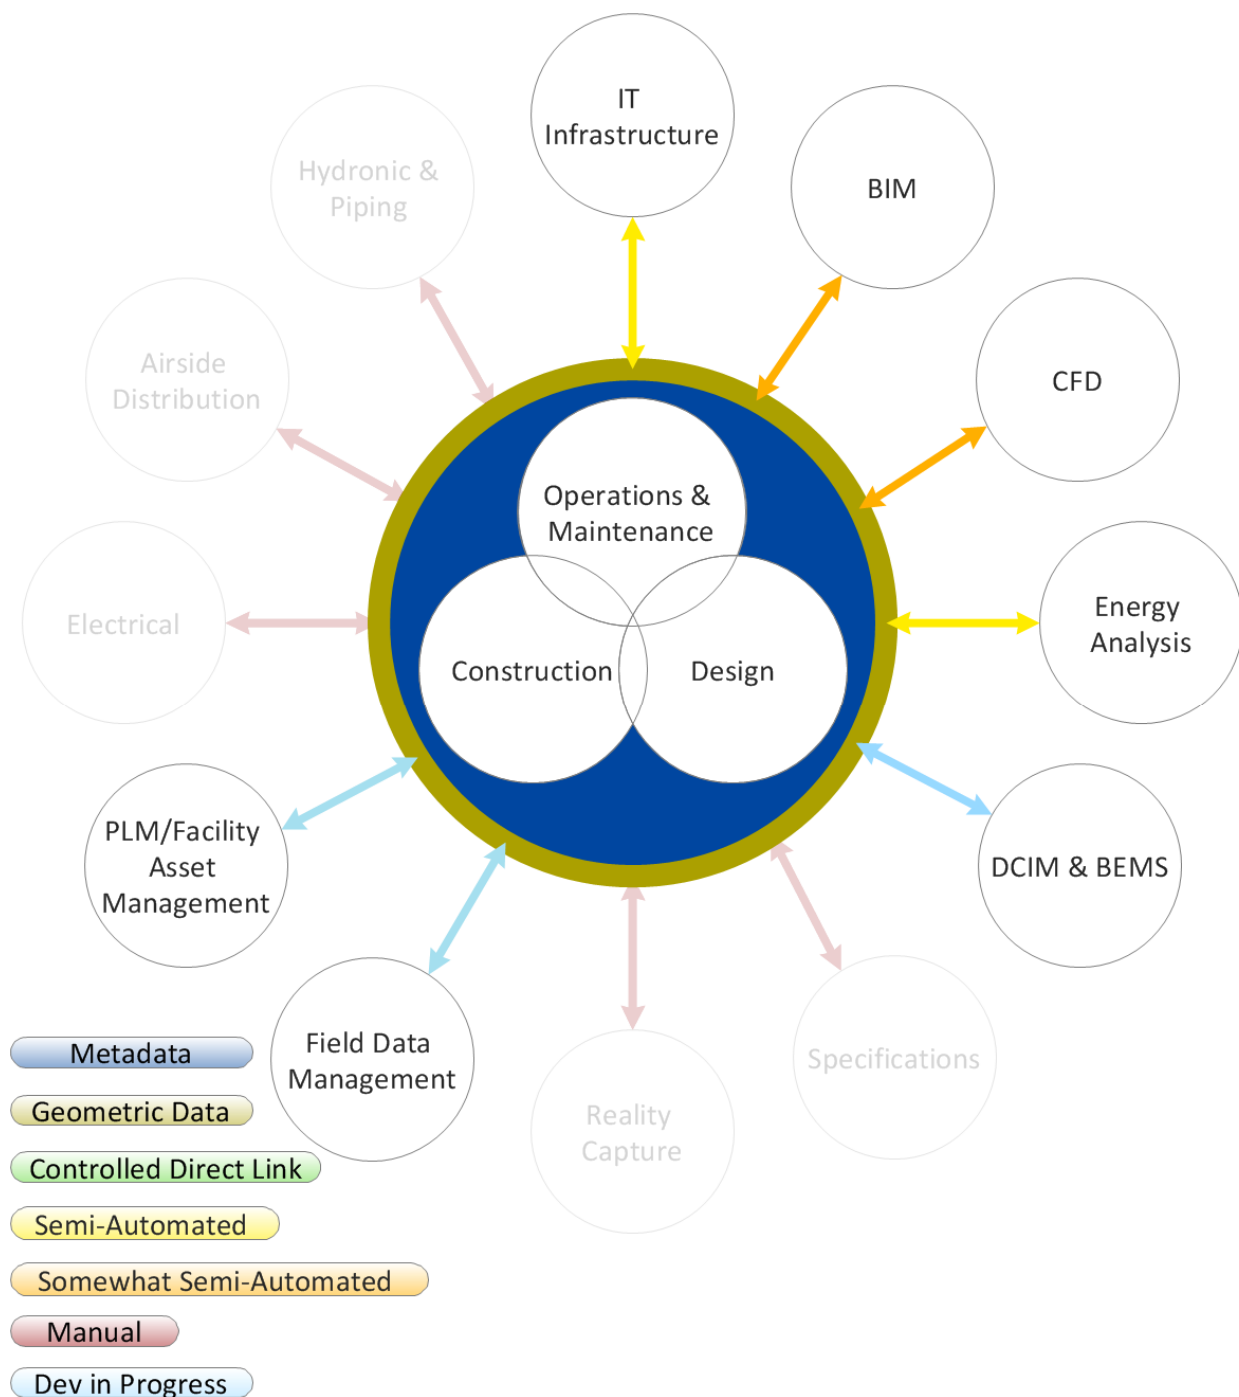 IT
Infrastructure
Hydronic &
Piping
BIM
Airside
Distribution
CFD
Operations &
Maintenance
Electrical
Energy
Analysis
Construction
Design
PLM/Facility
Asset
Management
DCIM & BEMS
Field Data
Management
Specifications
Reality
Capture
Metadata
Geometric Data
Controlled Direct Link
Semi-Automated
Somewhat Semi-Automated
Manual
Dev in Progress